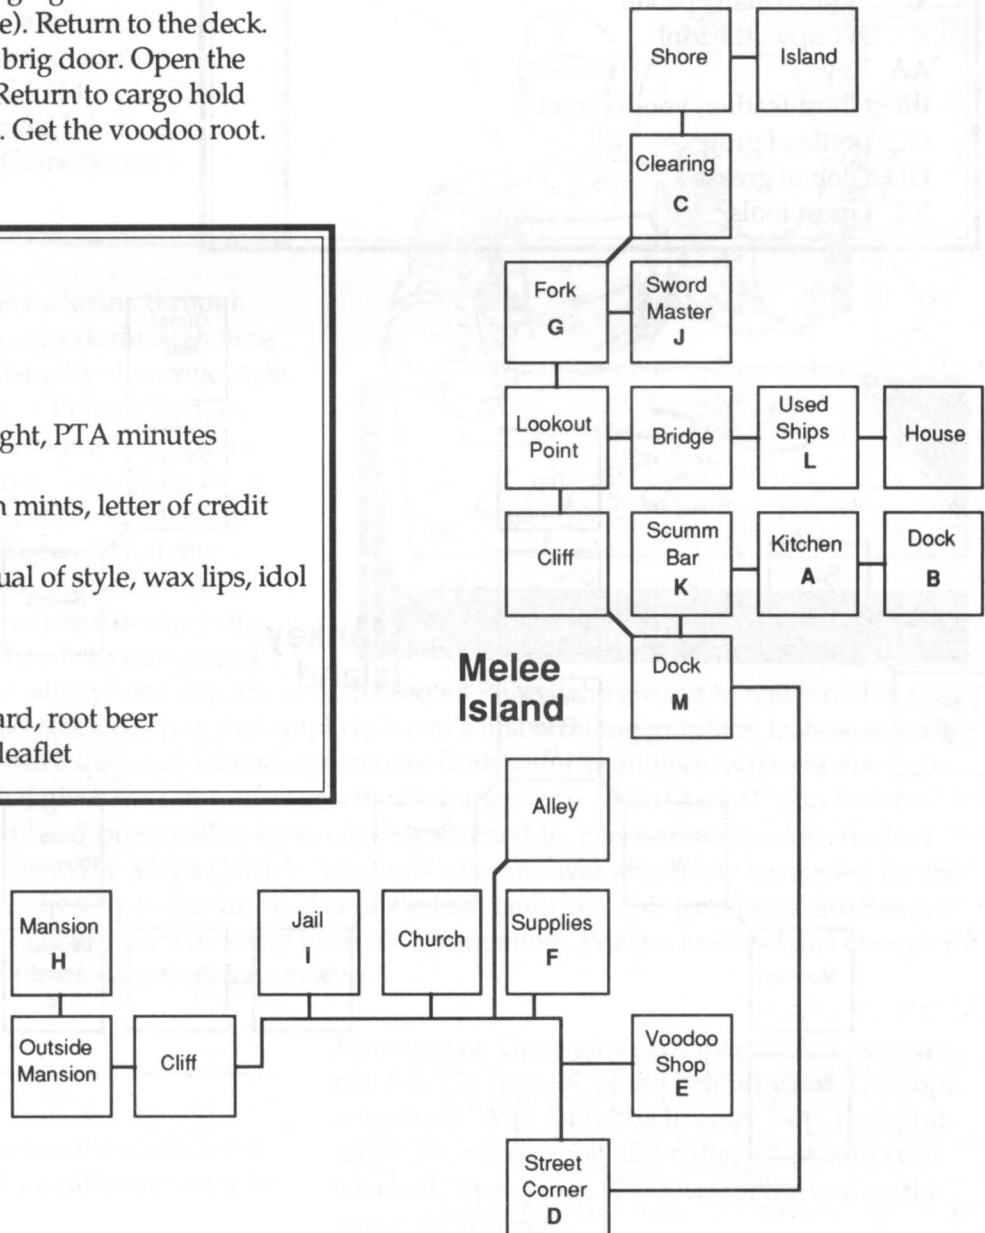 e). Return to the deck.
brig door. Open the
Return to cargo hold
. Get the voodoo root.
ght, PTA minutes
mints, letter of credit
ual of style, wax lips, idol
ard, root beer
leaflet
Shore
Island
Clearing
C
Fork
G
Sword
Master
J
Lookout
Point
Bridge
Used
Ships
L
House
Cliff
Scumm
Bar
K
Kitchen
A
Dock
B
Melee
Island
Dock
M
Alley
Mansion
H
Jail
I
Church
Supplies
F
Outside
Mansion
Cliff
Voodoo
Shop
E
Street
Corner
D